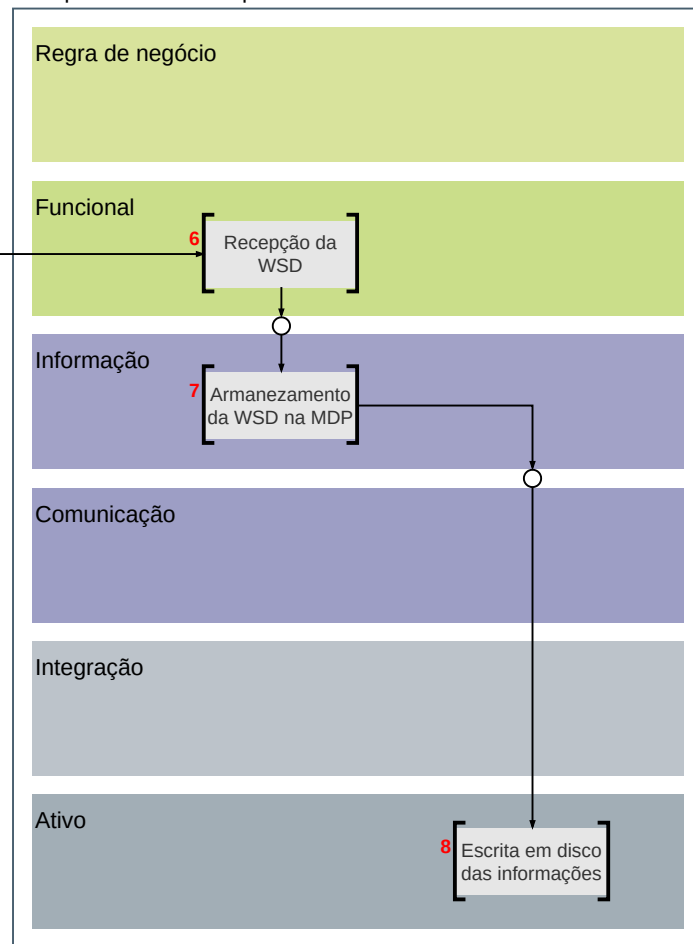 Regra de negócio
Funcional
6
Recepção da
WSD
Informação
7
Armanezamento
da WSD na MDP
Comunicação
Integração
Ativo
8
Escrita em disco
das informações